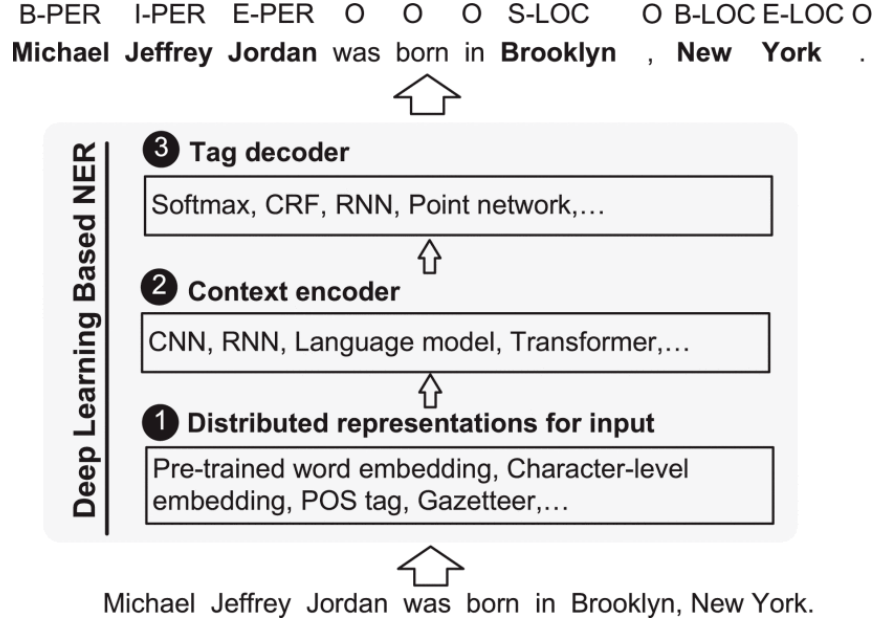 B-PER I-PER E-PER O O O S-LOC O B-LOC E-LOC O
Michael Jeffrey Jordan was born in Brooklyn , New York .
Deep Learning Based NER
3 Tag decoder
Softmax, CRF, RNN, Point network,…
2 Context encoder
CNN, RNN, Language model, Transformer,…
1 Distributed representations for input
Pre-trained word embedding, Character-level
embedding, POS tag, Gazetteer,…
Michael Jeffrey Jordan was born in Brooklyn, New York.